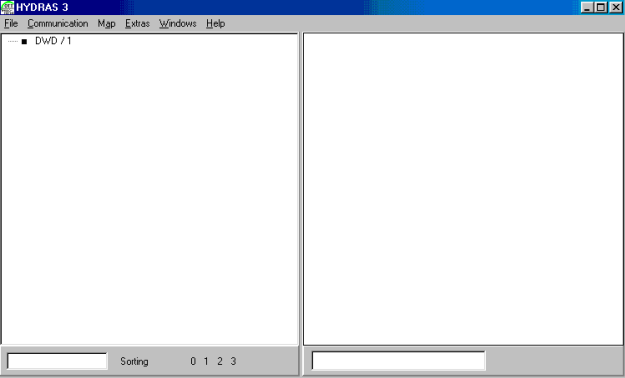 HYDRAS 3
File Communication Map Extras Windows Help
DWD / 1
Sorting 0 1 2 3